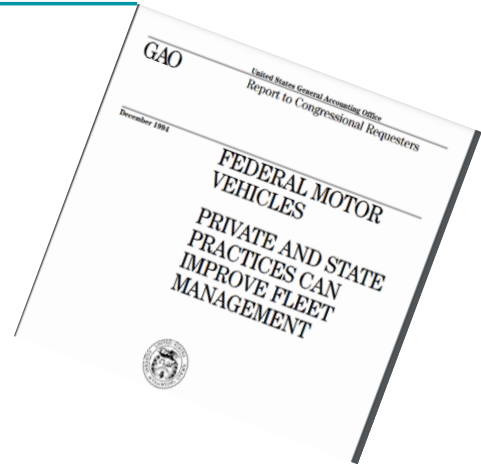 GAO
United States General Accounting Office
Report to Congressional Requesters
December 1994
FEDERAL MOTOR
VEHICLES
PRIVATE AND STATE
PRACTICES CAN
IMPROVE FLEET
MANAGEMENT